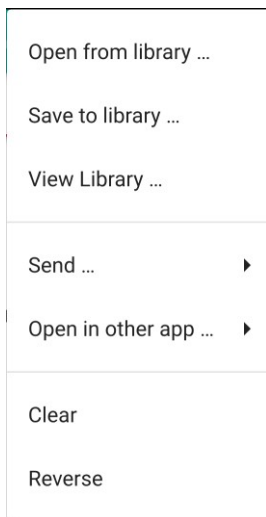 Open from library ...
Save to library ...
View Library ...
Send ...
Open in other app ...
Clear
Reverse